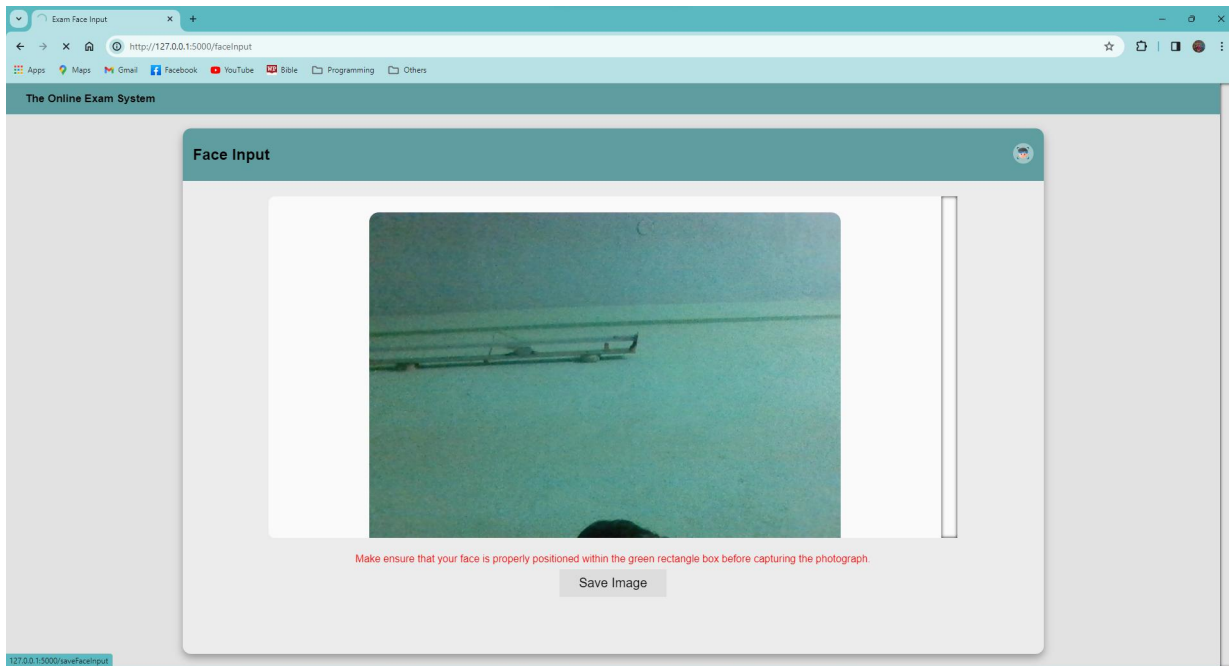 Exam Face Input
http://127.0.0.1:5000/faceInput
Apps Maps Gmail Facebook YouTube Bible Programming Others
The Online Exam System
Face Input
Make ensure that your face is properly positioned within the green rectangle box before capturing the photograph.
Save Image
127.0.0.1:5000/saveFaceInput